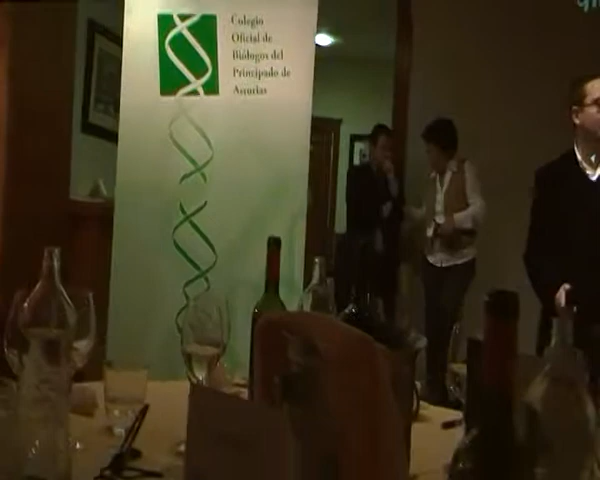 Colegio
Oficial de
Biólogos del
Principado de
Asturias